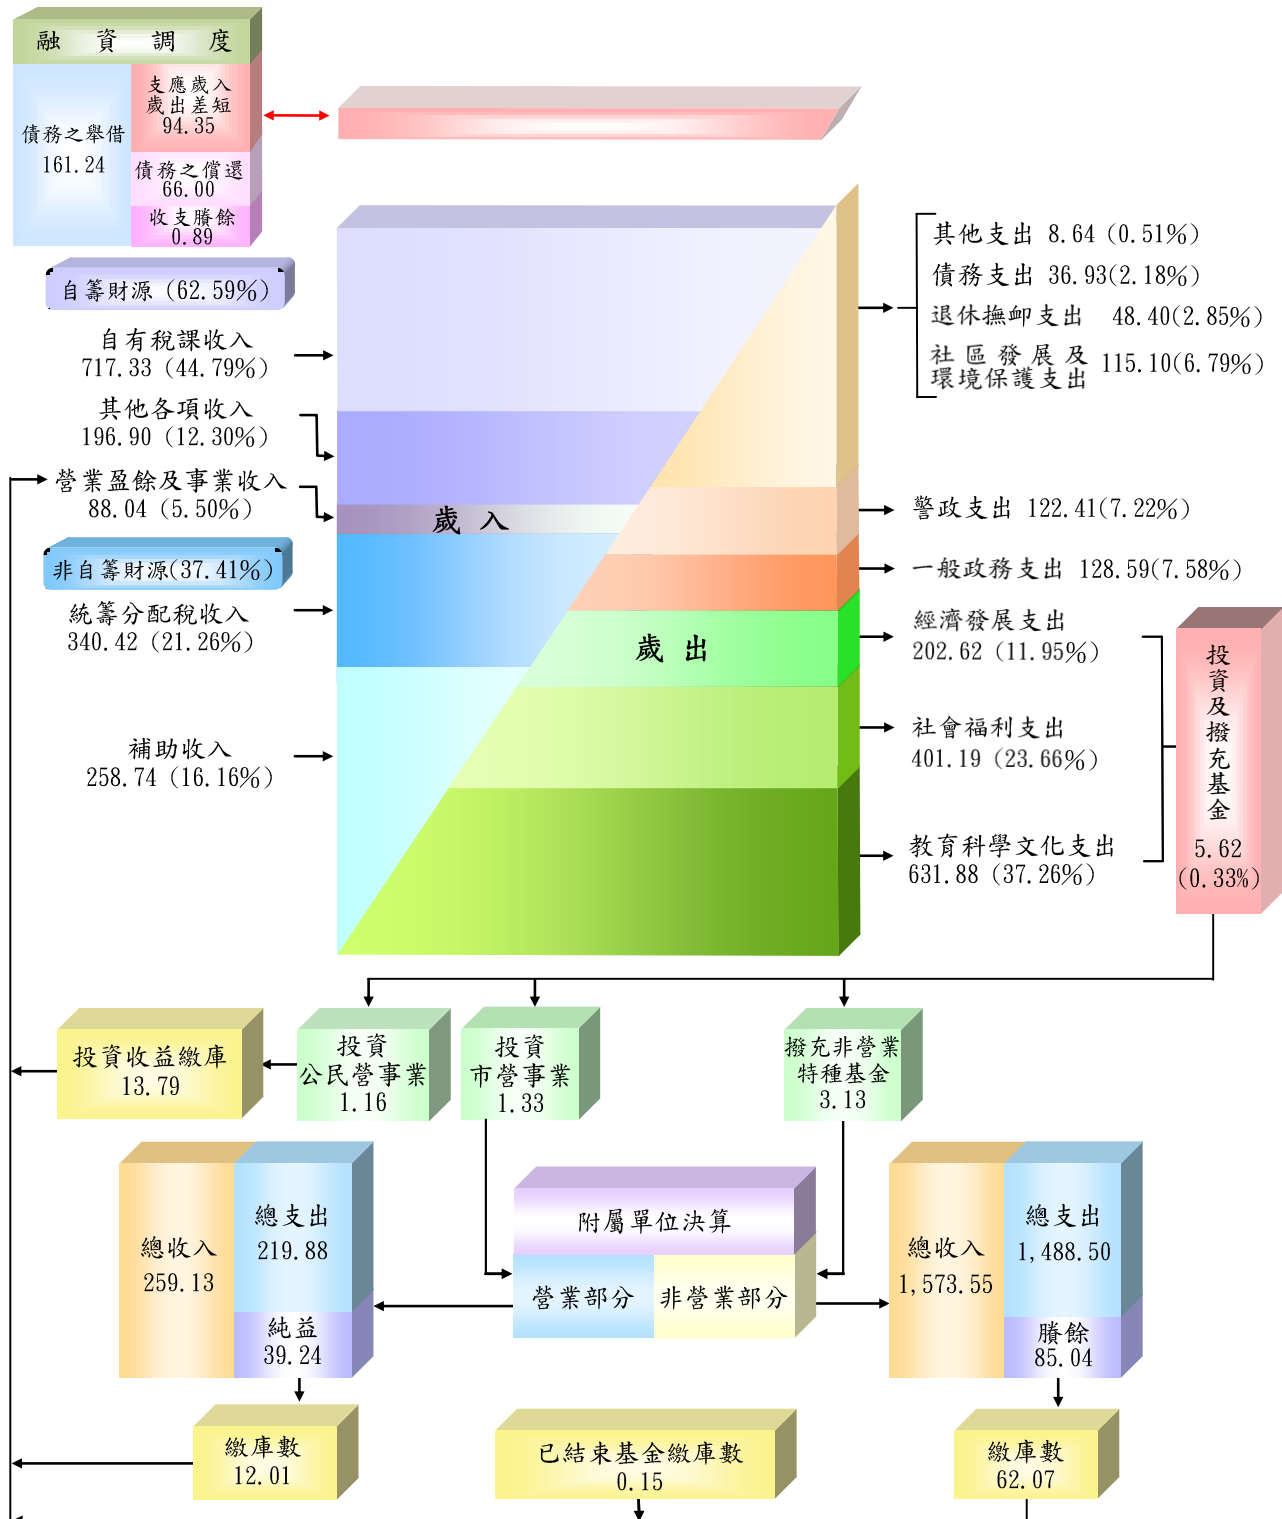 融資調度
債務之舉借
161.24
支應歲入
歲出差短
94.35
債務之償還
66.00
收支賸餘
0.89
自籌財源 (62.59%)
自有稅課收入
717.33 (44.79%)
其他各項收入
196.90 (12.30%)
營業盈餘及事業收入
88.04 (5.50%)
非自籌財源(37.41%)
統籌分配稅收入
340.42 (21.26%)
補助收入
258.74 (16.16%)
歲入
歲出
其他支出 8.64 (0.51%)
債務支出 36.93(2.18%)
退休撫卹支出 48.40(2.85%)
社區發展及
環境保護支出 115.10(6.79%)
警政支出 122.41(7.22%)
一般政務支出 128.59(7.58%)
經濟發展支出
202.62 (11.95%)
社會福利支出
401.19 (23.66%)
教育科學文化支出
631.88 (37.26%)
投資及撥充基金
5.62
(0.33%)
投資收益繳庫
13.79
投資
公民營事業
1.16
投資
市營事業
1.33
撥充非營業
特種基金
3.13
總收入
259.13
總支出
219.88
純益
39.24
附屬單位決算
營業部分
非營業部分
總收入
1,573.55
總支出
1,488.50
賸餘
85.04
繳庫數
12.01
已結束基金繳庫數
0.15
繳庫數
62.07